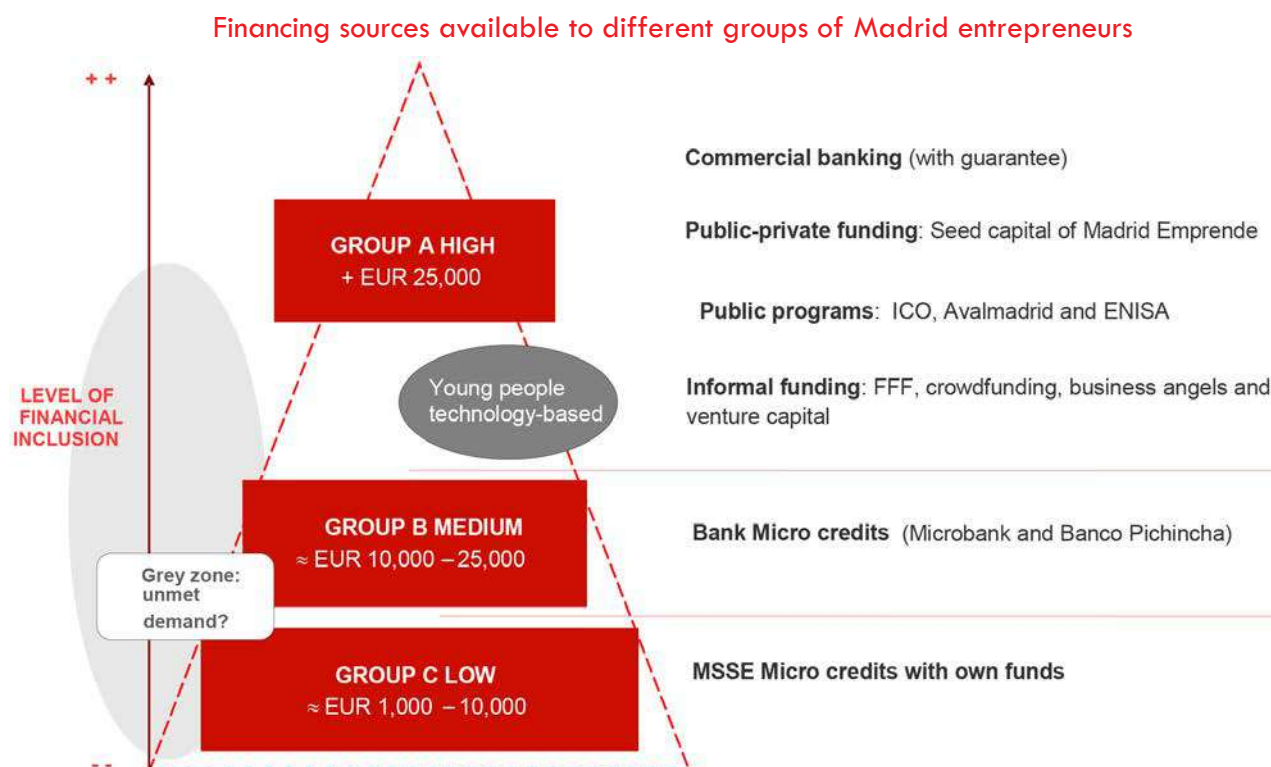 Financing sources available to different groups of Madrid entrepreneurs
+ +
Commercial banking (with guarantee)
GROUP A HIGH
+ EUR 25,000
Public-private funding: Seed capital of Madrid Emprende
Public programs: ICO, Avalmadrid and ENISA
LEVEL OF
FINANCIAL
INCLUSION
Young people
technology-based
Informal funding: FFF, crowdfunding, business angels and
venture capital
GROUP B MEDIUM
≈ EUR 10,000 – 25,000
Bank Micro credits (Microbank and Banco Pichincha)
Grey zone:
unmet
demand?
GROUP C LOW
≈ EUR 1,000 – 10,000
MSSE Micro credits with own funds